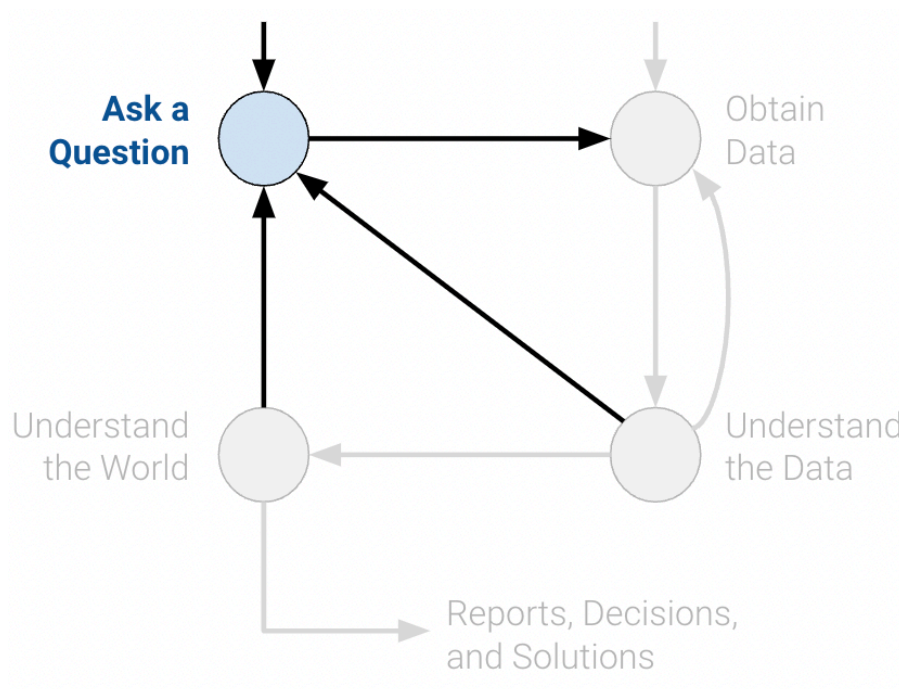 Ask a
Question
Obtain
Data
Understand
the World
Understand
the Data
Reports, Decisions,
and Solutions